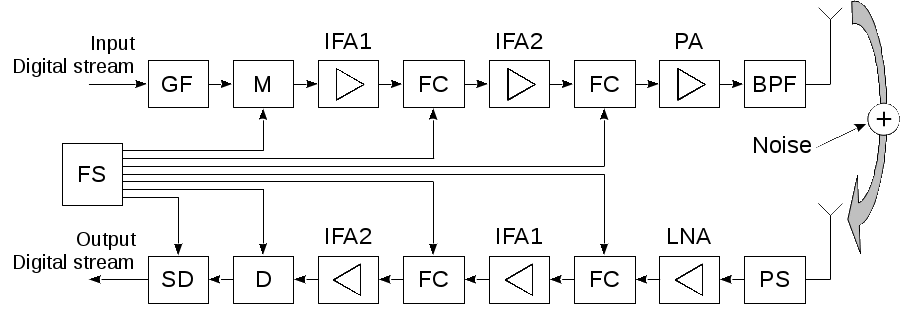 IFA1 IFA2 PA
Input
Digital stream
GF M FC FC BPF
+
Noise
FS
Output
Digital stream
IFA2 IFA1 LNA
SD D FC FC PS